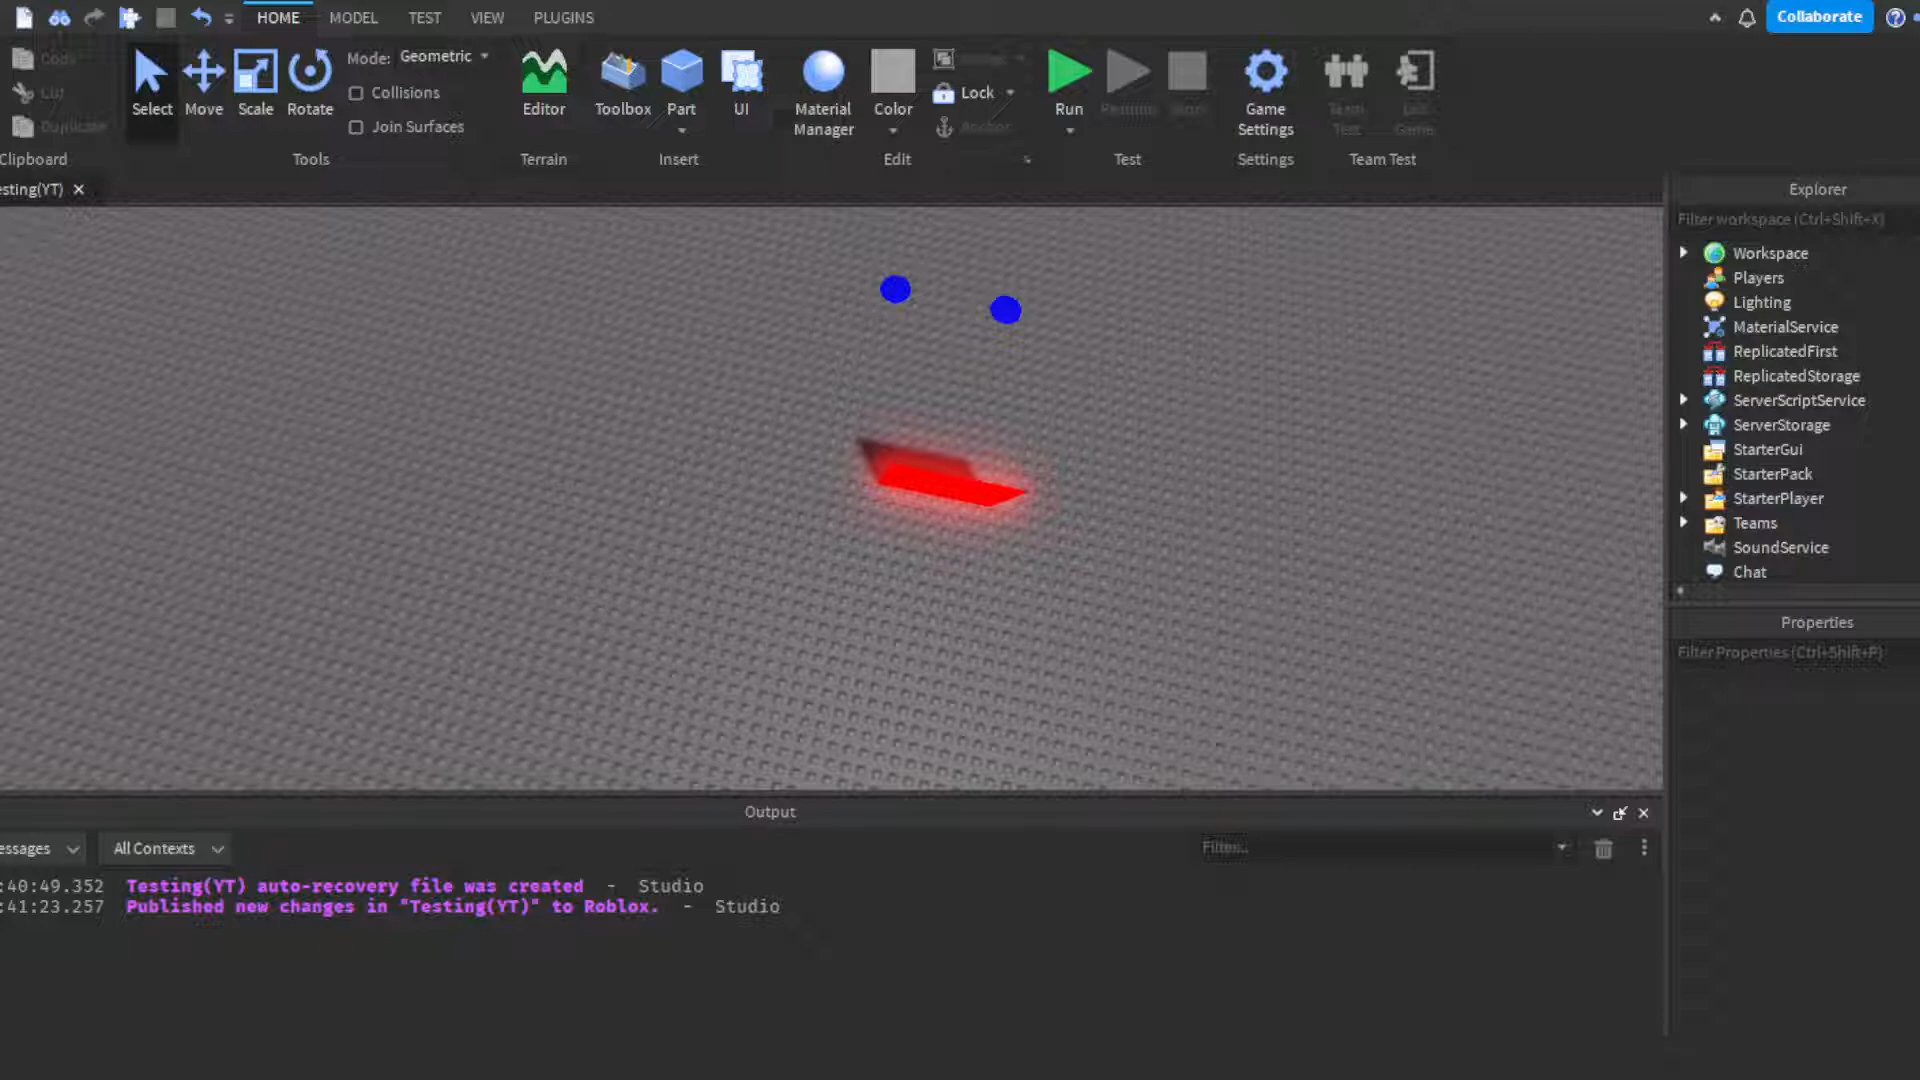 HOME MODEL TEST VIEW PLUGINS Collaborate
Mode: Geometric
Collisions
Lock
Cut
Select Move Scale Rotate Editor Toolbox Part UI Material Manager Color Run Game Settings
Join Surfaces
Duplicate
Clipboard Tools Terrain Insert Edit Test Settings Team Test
esting(YT)
Explorer
Filter workspace (Ctrl+Shift+X)
Workspace
Players
Lighting
MaterialService
ReplicatedFirst
ReplicatedStorage
ServerScriptService
ServerStorage
StarterGui
StarterPack
StarterPlayer
Teams
SoundService
Chat
Properties
Filter Properties (Ctrl+Shift+P)
Output
essages All Contexts Filter...
:40:49.352 Testing(YT) auto-recovery file was created - Studio
:41:23.257 Published new changes in "Testing(YT)" to Roblox. - Studio